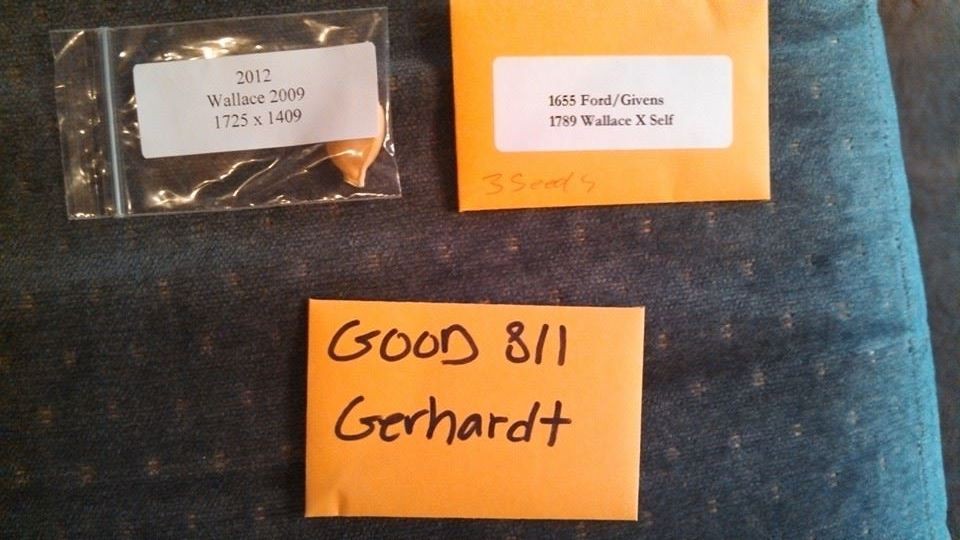 2012
Wallace 2009
1725 x 1409
1655 Ford/Givens
1789 Wallace X Self
3 Seeds
GOOD 811
Gerhardt